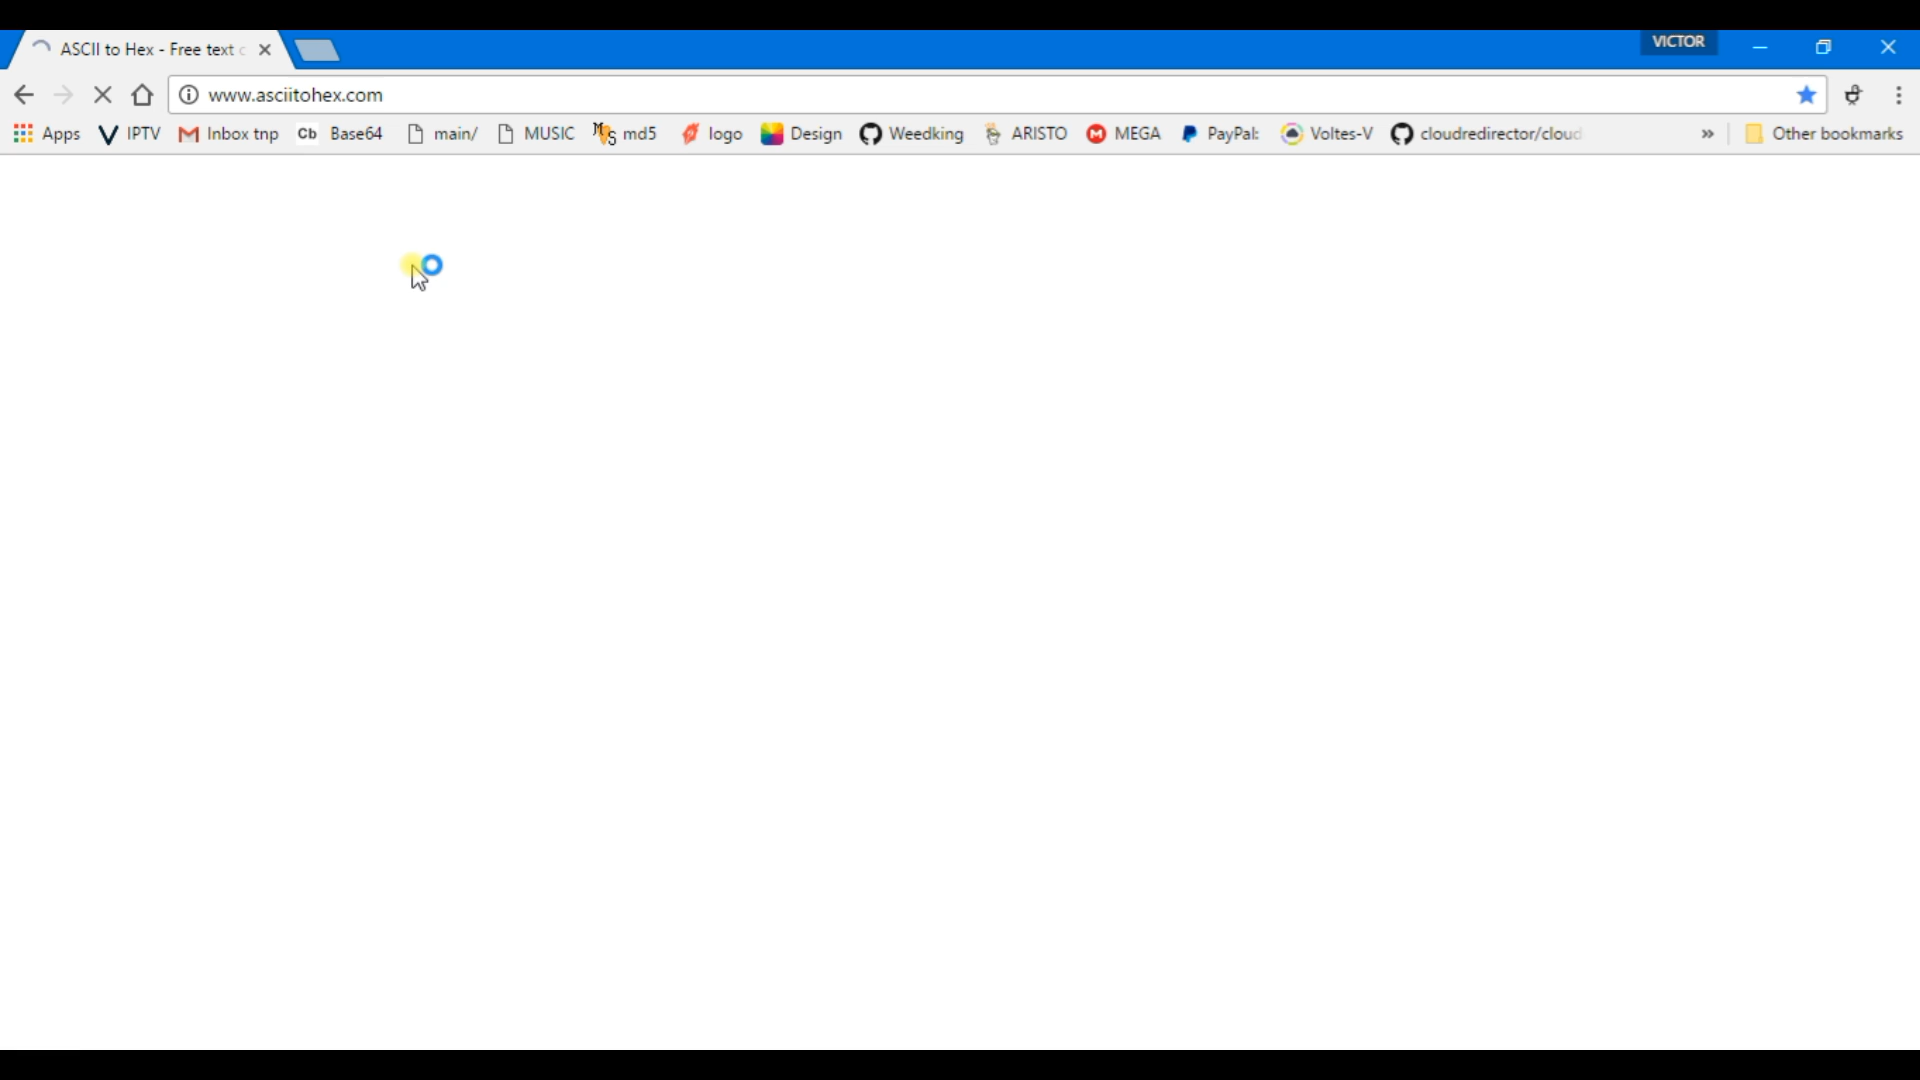 ASCII to Hex - Free text c
VICTOR
www.asciitohex.com
Apps IPTV Inbox tnp Cb Base64 main/ MUSIC md5 logo Design Weedking ARISTO MEGA PayPal: Voltes-V cloudredirector/cloud » Other bookmarks